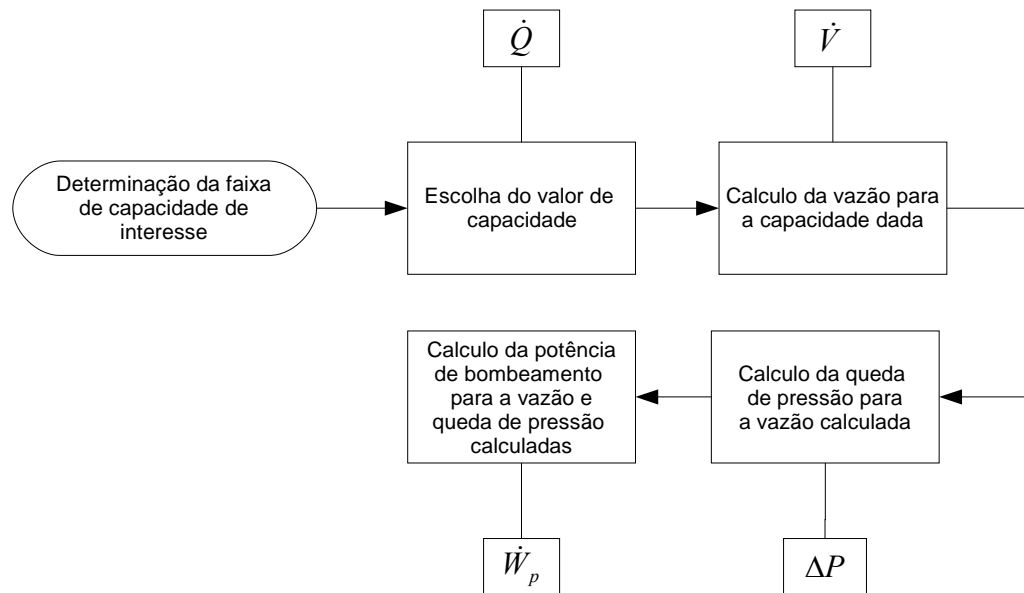 Q̇
V̇
Determinação da faixa
de capacidade de
interesse
Escolha do valor de
capacidade
Calculo da vazão para
a capacidade dada
Calculo da potência
de bombeamento
para a vazão e
queda de pressão
calculadas
Calculo da queda
de pressão para
a vazão calculada
Ẇp
ΔP